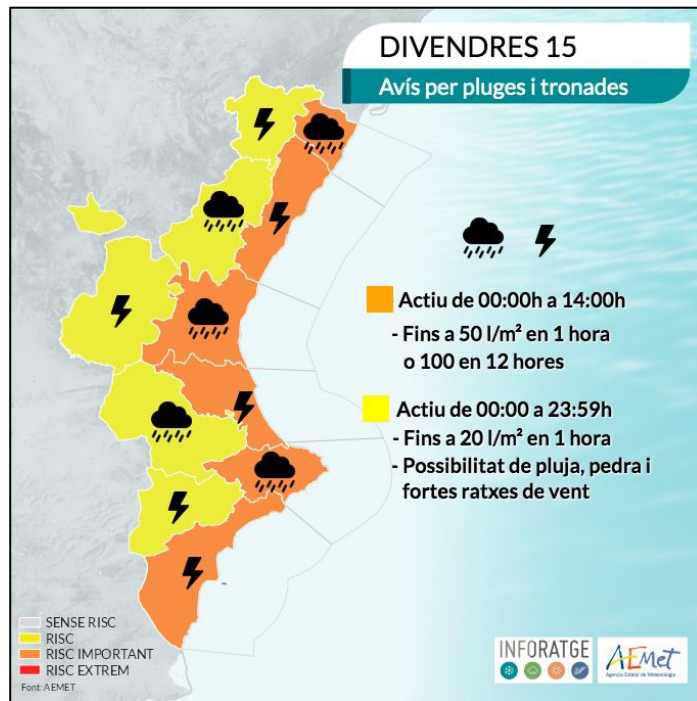 DIVENDRES 15
Avís per pluges i tronades
Actiu de 00:00h a 14:00h
- Fins a 50 l/m² en 1 hora
o 100 en 12 hores
Actiu de 00:00 a 23:59h
- Fins a 20 l/m² en 1 hora
- Possibilitat de pluja, pedra i
fortes ratxes de vent
SENSE RISC
RISC
RISC IMPORTANT
RISC EXTREM
Font: AEMET
INFORATGE
AEMet
Agencia Estatal de Meteorología